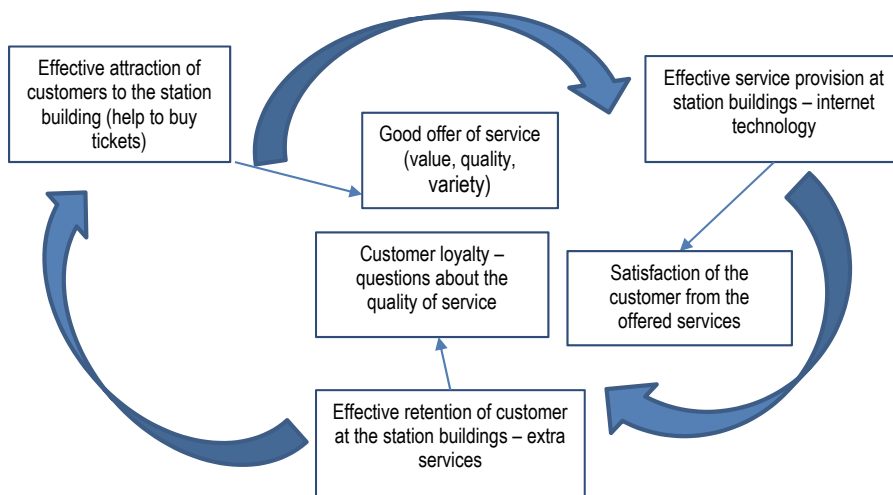 Effective attraction of
customers to the station
building (help to buy
tickets)
Effective service provision at
station buildings – internet
technology
Good offer of service
(value, quality,
variety)
Customer loyalty –
questions about the
quality of service
Satisfaction of the
customer from the
offered services
Effective retention of customer
at the station buildings – extra
services